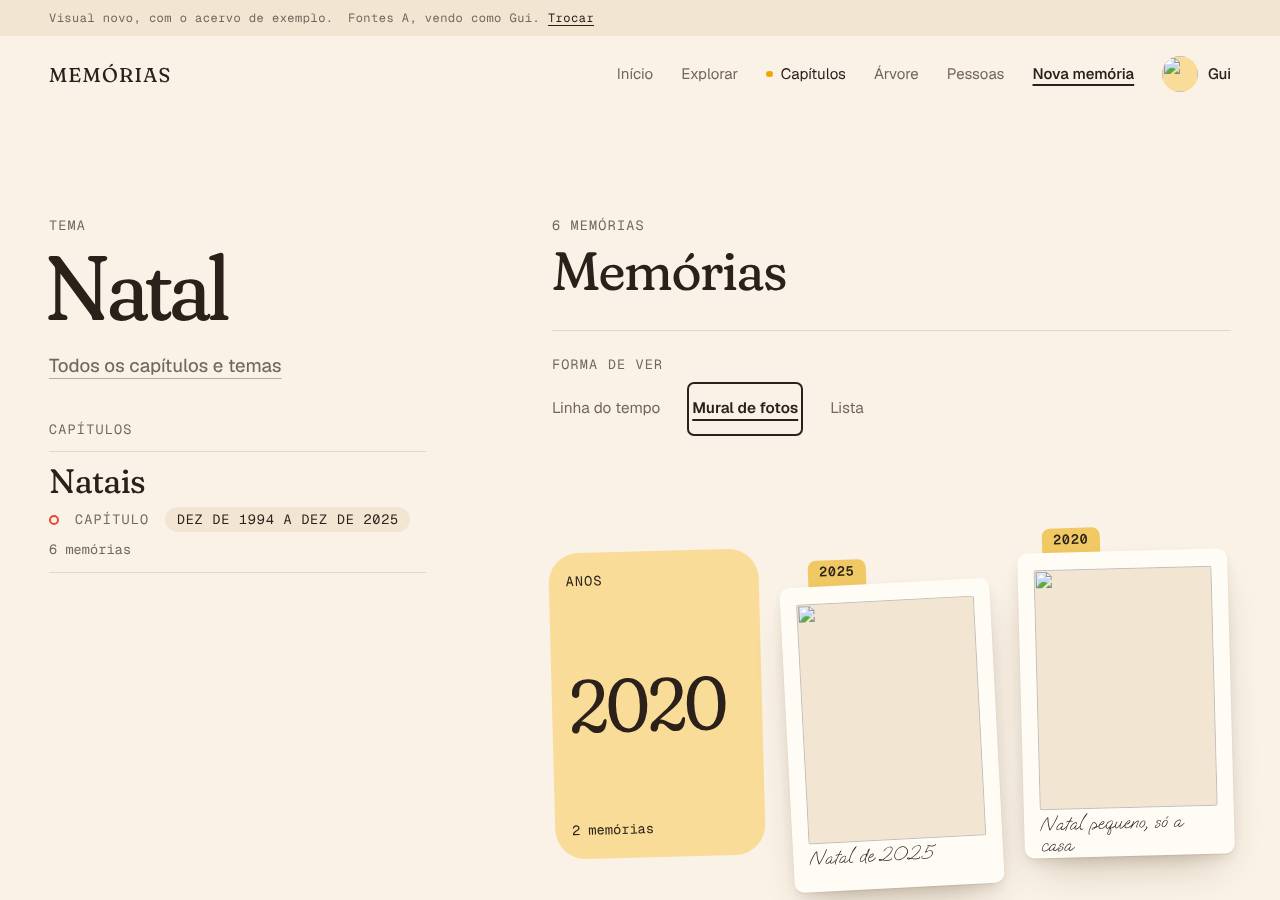 Visual novo, com o acervo de exemplo. Fontes A, vendo como Gui. Trocar
MEMÓRIAS
Início Explorar Capítulos Árvore Pessoas Nova memória Gui
TEMA
Natal
Todos os capítulos e temas
CAPÍTULOS
Natais
CAPÍTULO DEZ DE 1994 A DEZ DE 2025
6 memórias
6 MEMÓRIAS
Memórias
FORMA DE VER
Linha do tempo Mural de fotos Lista
ANOS
2020
2 memórias
2025
Natal de 2025
2020
Natal pequeno, só a
casa